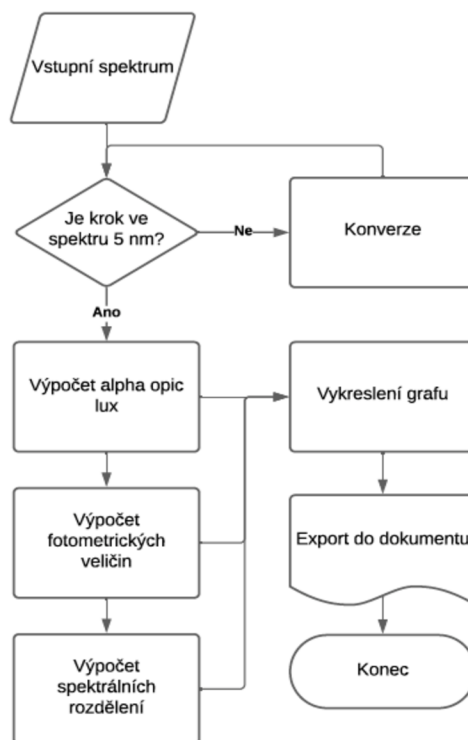 Vstupní spektrum
Je krok ve
spektru 5 nm?
Ne
Konverze
Ano
Výpočet alpha opic
lux
Vykreslení grafu
Výpočet
fotometrických
veličin
Export do dokumentu
Výpočet
spektrálních
rozdělení
Konec